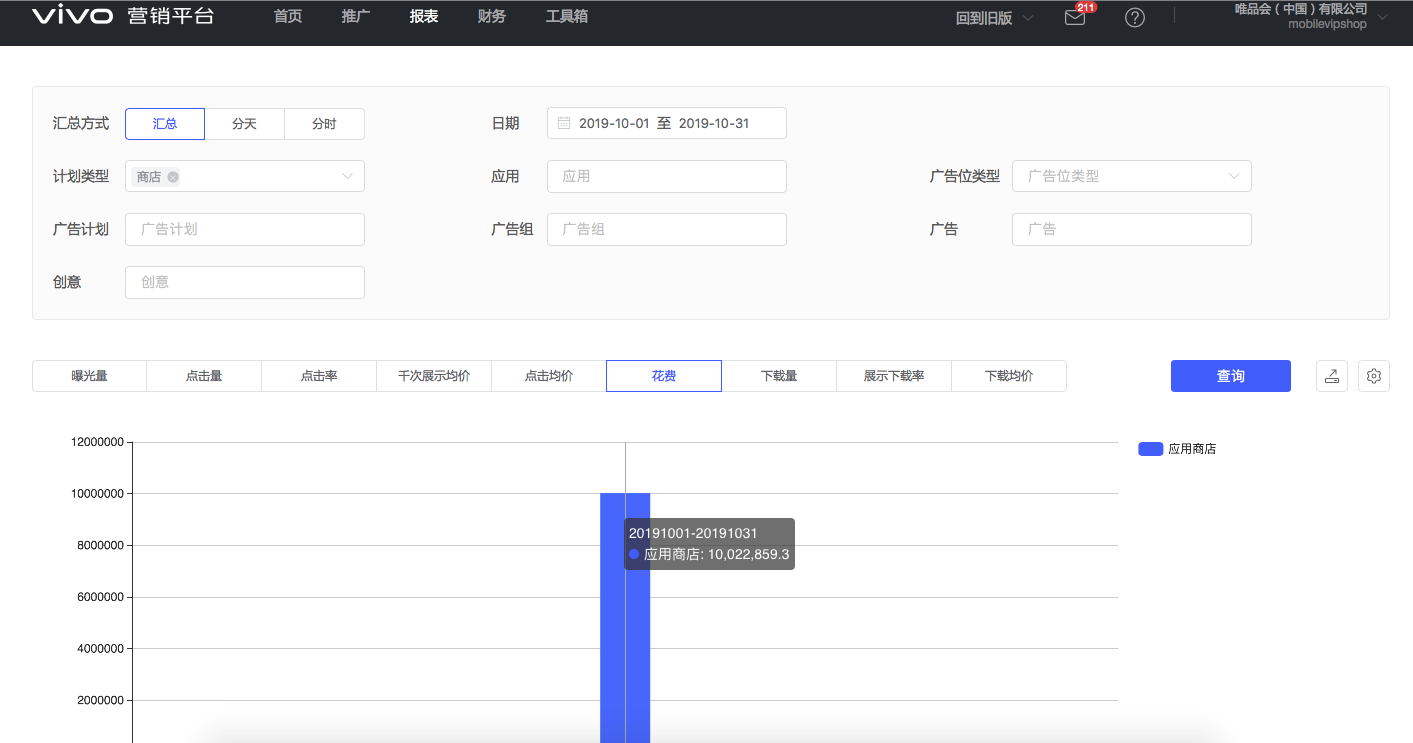 vivo 营销平台 首页 推广 报表 财务 工具箱 回到旧版 211 唯品会（中国）有限公司
mobilevipshop
汇总方式 汇总 分天 分时 日期 2019-10-01 至 2019-10-31
计划类型 商店 应用 应用 广告位类型 广告位类型
广告计划 广告计划 广告组 广告组 广告 广告
创意 创意
曝光量 点击量 点击率 千次展示均价 点击均价 花费 下载量 展示下载率 下载均价 查询
12000000 应用商店
10000000
20191001-20191031
8000000 应用商店: 10,022,859.3
6000000
4000000
2000000